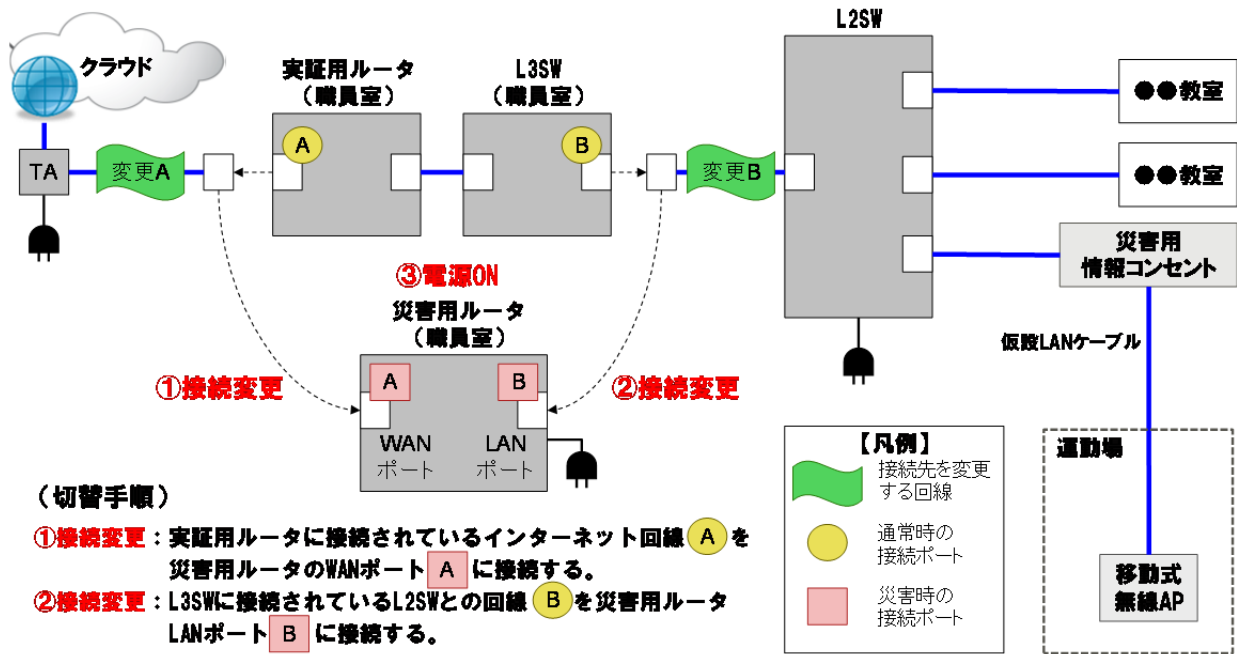 L2SW
クラウド
実証用ルータ
（職員室）
L3SW
（職員室）
●●教室
A
B
TA
変更A
変更B
●●教室
災害用
情報コンセント
③電源ON
災害用ルータ
（職員室）
仮設LANケーブル
①接続変更
A
B
②接続変更
WAN
ポート
LAN
ポート
【凡例】
接続先を変更
する回線
通常時の
接続ポート
災害時の
接続ポート
運動場
移動式
無線AP
（切替手順）
①接続変更：実証用ルータに接続されているインターネット回線 A を
災害用ルータのWANポート A に接続する。
②接続変更：L3SWに接続されているL2SWとの回線 B を災害用ルータ
LANポート B に接続する。